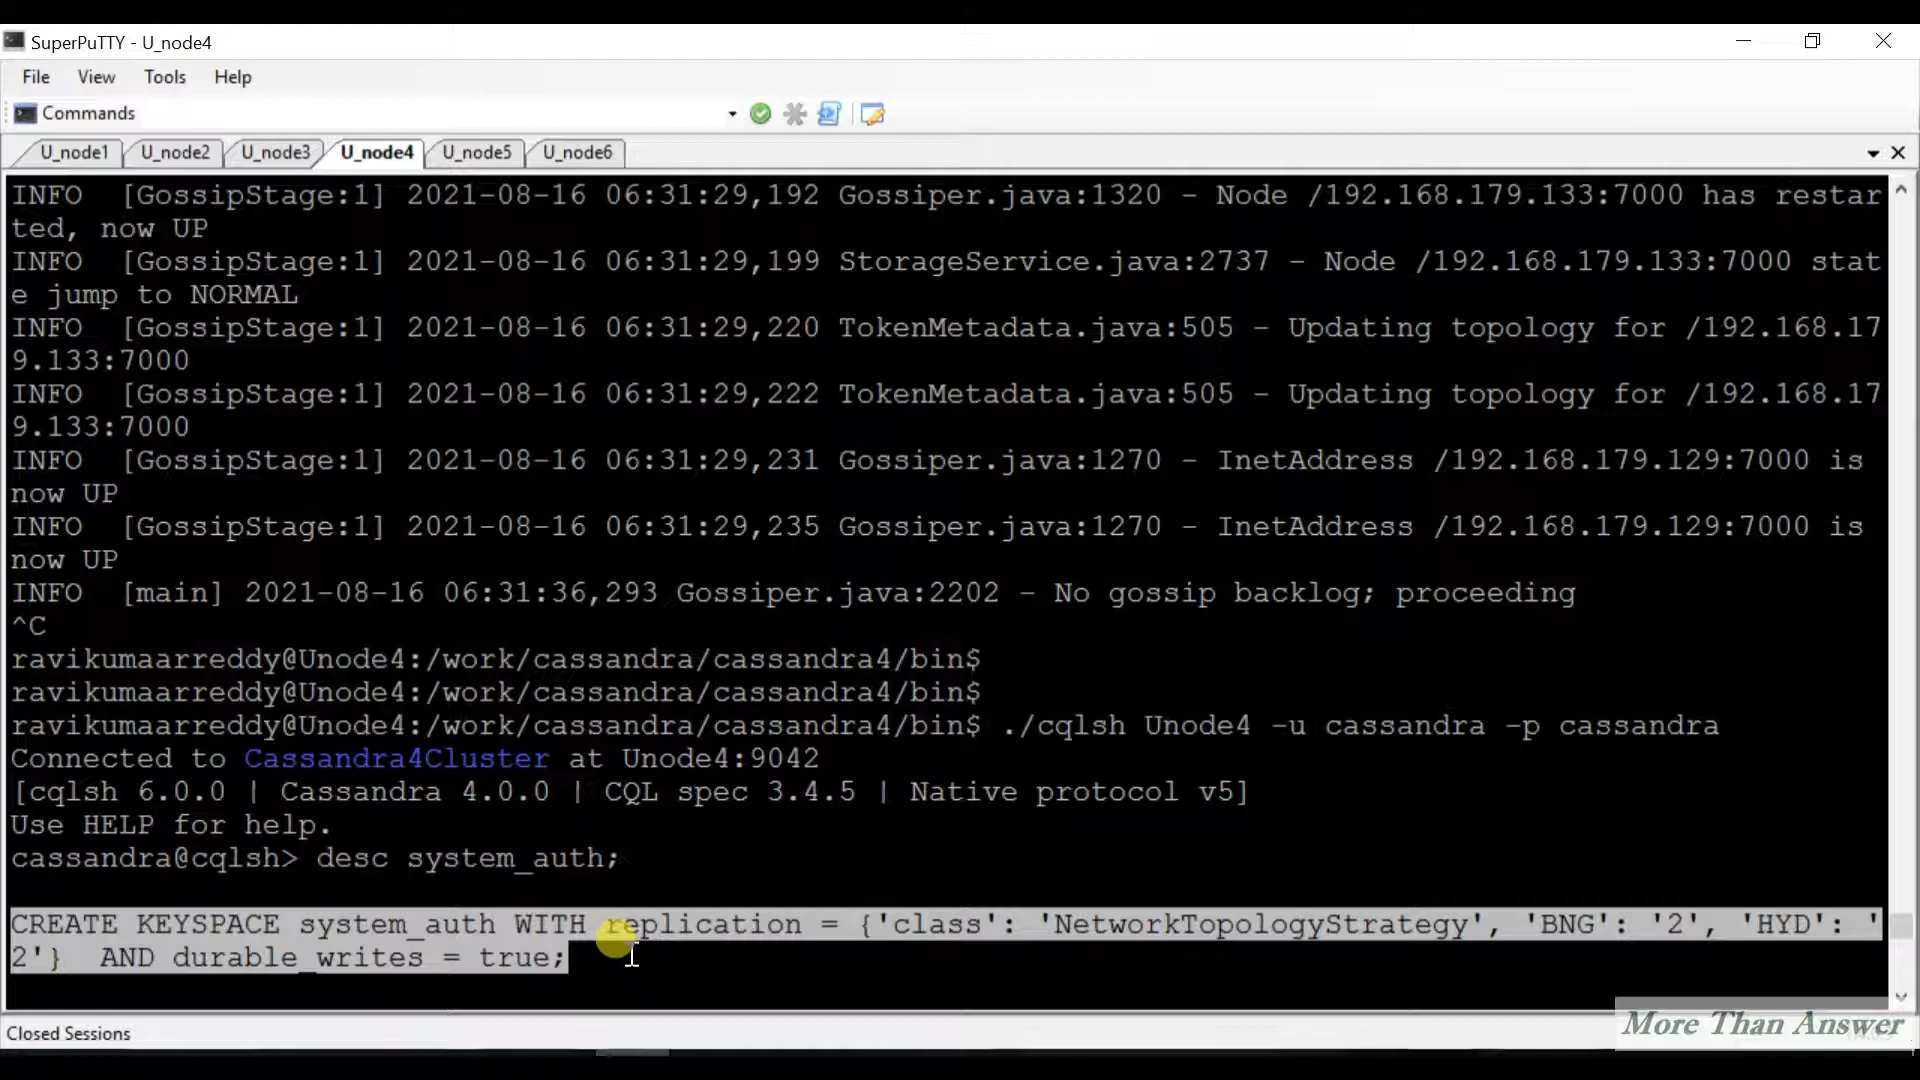 SuperPuTTY - U_node4
File View Tools Help
Commands
U_node1 U_node2 U_node3 U_node4 U_node5 U_node6
INFO  [GossipStage:1] 2021-08-16 06:31:29,192 Gossiper.java:1320 - Node /192.168.179.133:7000 has restar
ted, now UP
INFO  [GossipStage:1] 2021-08-16 06:31:29,199 StorageService.java:2737 - Node /192.168.179.133:7000 stat
e jump to NORMAL
INFO  [GossipStage:1] 2021-08-16 06:31:29,220 TokenMetadata.java:505 - Updating topology for /192.168.17
9.133:7000
INFO  [GossipStage:1] 2021-08-16 06:31:29,222 TokenMetadata.java:505 - Updating topology for /192.168.17
9.133:7000
INFO  [GossipStage:1] 2021-08-16 06:31:29,231 Gossiper.java:1270 - InetAddress /192.168.179.129:7000 is
now UP
INFO  [GossipStage:1] 2021-08-16 06:31:29,235 Gossiper.java:1270 - InetAddress /192.168.179.129:7000 is
now UP
INFO  [main] 2021-08-16 06:31:36,293 Gossiper.java:2202 - No gossip backlog; proceeding
^C
ravikumaarreddy@Unode4:/work/cassandra/cassandra4/bin$
ravikumaarreddy@Unode4:/work/cassandra/cassandra4/bin$
ravikumaarreddy@Unode4:/work/cassandra/cassandra4/bin$ ./cqlsh Unode4 -u cassandra -p cassandra
Connected to Cassandra4Cluster at Unode4:9042
[cqlsh 6.0.0 | Cassandra 4.0.0 | CQL spec 3.4.5 | Native protocol v5]
Use HELP for help.
cassandra@cqlsh> desc system_auth;
CREATE KEYSPACE system_auth WITH replication = {'class': 'NetworkTopologyStrategy', 'BNG': '2', 'HYD': '
2'}  AND durable_writes = true;
Closed Sessions
More Than Answer